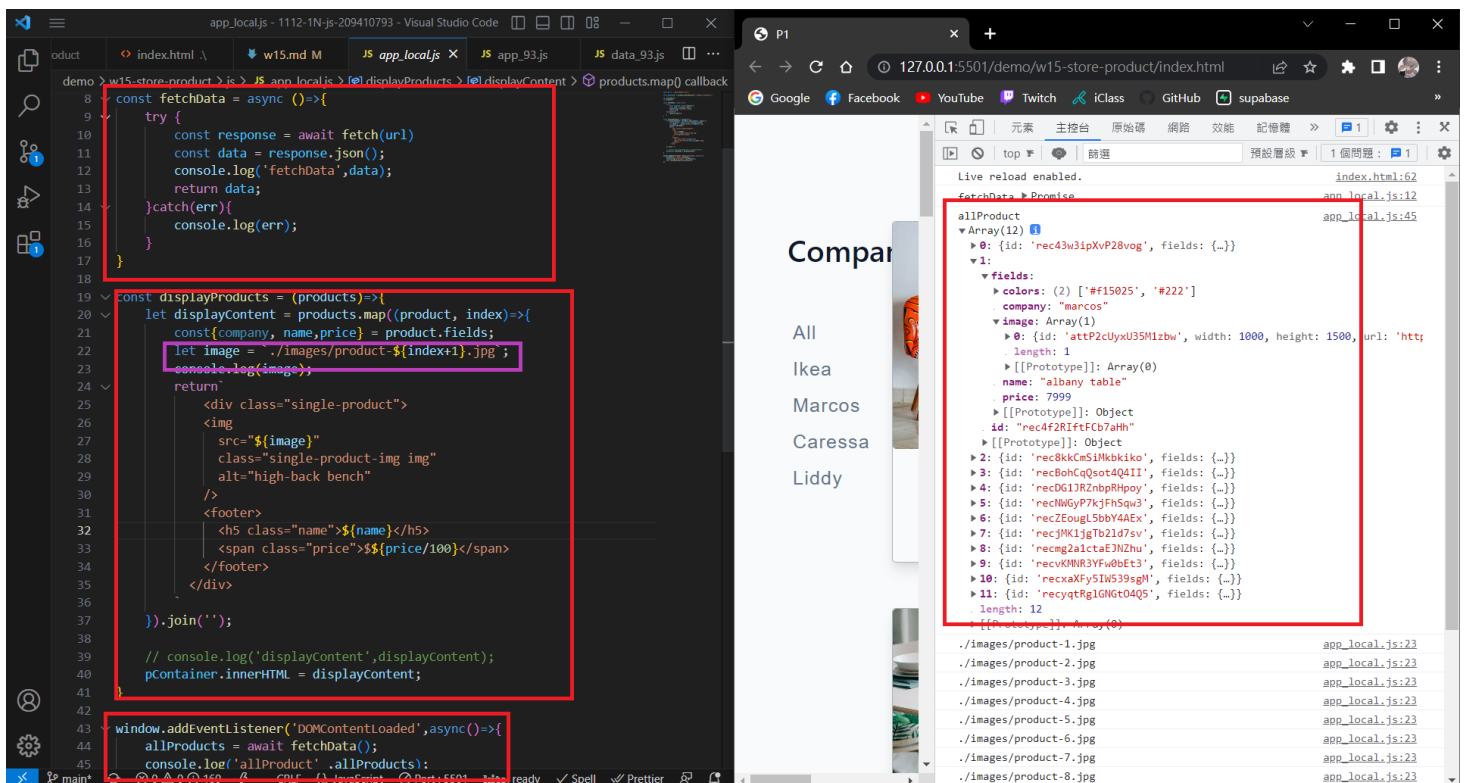 app_local.js - 1112-1N-js-209410793 - Visual Studio Code
oduct
index.html .\
w15.md M
JS app_local.js
JS app_93.js
JS data_93.js
demo > w15-store-product > js > JS app_local.js > displayProducts > displayContent > products.map() callback
8 const fetchData = async ()=>{
9 try {
10 const response = await fetch(url)
11 const data = response.json();
12 console.log('fetchData',data);
13 return data;
14 }catch(err){
15 console.log(err);
16 }
17 }
18
19 const displayProducts = (products)=>{
20 let displayContent = products.map((product, index)=>{
21 const{company, name,price} = product.fields;
22 let image = `./images/product-${index+1}.jpg`;
23 console.log(image);
24 return`
25 <div class="single-product">
26 <img
27 src="${image}"
28 class="single-product-img img"
29 alt="high-back bench"
30 />
31 <footer>
32 <h5 class="name">${name}</h5>
33 <span class="price">$${price/100}</span>
34 </footer>
35 </div>
36 `
37 }).join('');
38
39 // console.log('displayContent',displayContent);
40 pContainer.innerHTML = displayContent;
41 }
42
43 window.addEventListener('DOMContentLoaded',async()=>{
44 allProducts = await fetchData();
45 console.log('allProduct' ,allProducts);
main* 0 0 160 CRLF {} JavaScript Port : 5501 ready Spell Prettier
P1
127.0.0.1:5501/demo/w15-store-product/index.html
Google Facebook YouTube Twitch iClass GitHub supabase »
Compa
All
Ikea
Marcos
Caressa
Liddy
元素 主控台 原始碼 網路 效能 記憶體 » 1
top 篩選 預設層級 1 個問題： 1
Live reload enabled. index.html:62
fetchData Promise app_local.js:12
allProduct app_local.js:45
Array(12)
0: {id: 'rec43w3ipXvP28vog', fields: {…}}
1:
fields:
colors: (2) ['#f15025', '#222']
company: "marcos"
image: Array(1)
0: {id: 'attP2cUyxU35M1zbw', width: 1000, height: 1500, url: 'http
length: 1
[[Prototype]]: Array(0)
name: "albany table"
price: 7999
[[Prototype]]: Object
id: "rec4f2RIftFCb7aHh"
[[Prototype]]: Object
2: {id: 'rec8kkCmSiMkbkiko', fields: {…}}
3: {id: 'recBohCqQsot4Q4II', fields: {…}}
4: {id: 'recDG1JRZnbpRHpoy', fields: {…}}
5: {id: 'recNWGyP7kjFhSqw3', fields: {…}}
6: {id: 'recZEougL5bbY4AEx', fields: {…}}
7: {id: 'recjMK1jgTb2ld7sv', fields: {…}}
8: {id: 'recmg2a1ctaEJNZhu', fields: {…}}
9: {id: 'recvKMNR3YFw0bEt3', fields: {…}}
10: {id: 'recxaXFy5IW539sgM', fields: {…}}
11: {id: 'recyqtRglGNGtO4Q5', fields: {…}}
length: 12
[[Prototype]]: Array(0)
./images/product-1.jpg app_local.js:23
./images/product-2.jpg app_local.js:23
./images/product-3.jpg app_local.js:23
./images/product-4.jpg app_local.js:23
./images/product-5.jpg app_local.js:23
./images/product-6.jpg app_local.js:23
./images/product-7.jpg app_local.js:23
./images/product-8.jpg app_local.js:23